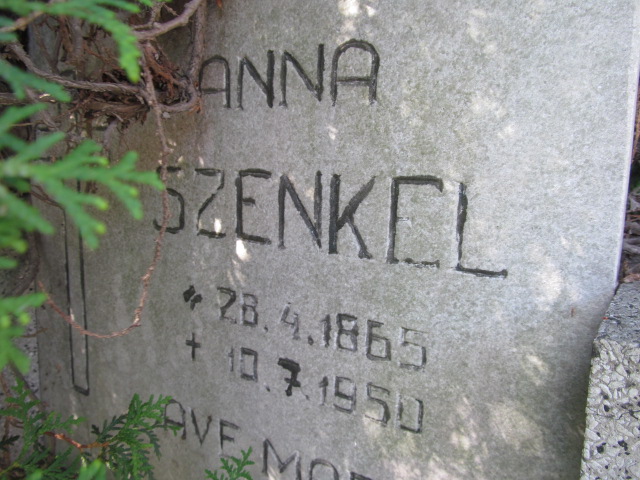 ANNA
SZENKEL
* 28.4.1865
+ 10.7.1950
AVE